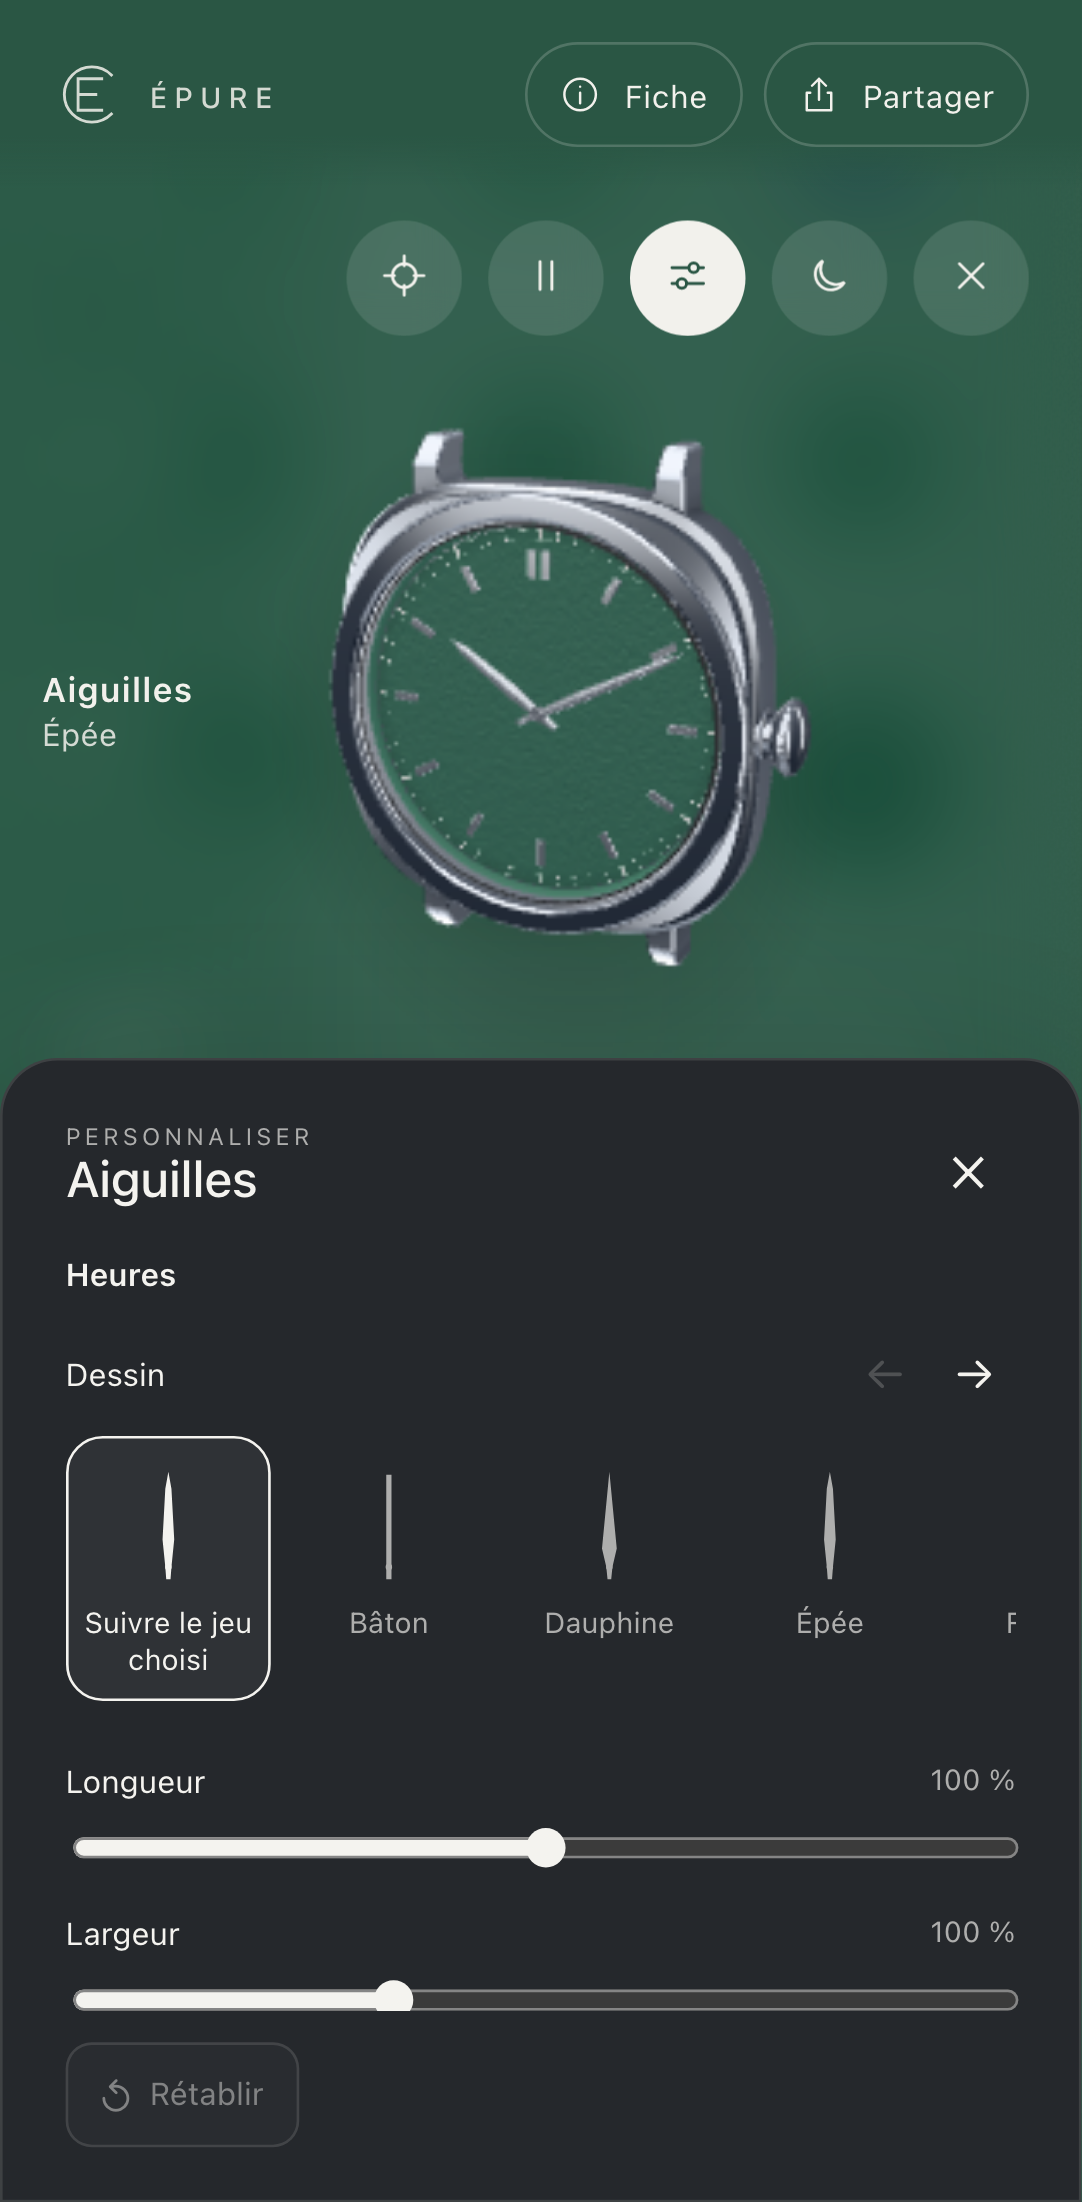 ÉPURE
Fiche
Partager
Aiguilles
Épée
PERSONNALISER
Aiguilles
Heures
Dessin
Suivre le jeu
choisi
Bâton
Dauphine
Épée
Longueur
100 %
Largeur
100 %
Rétablir